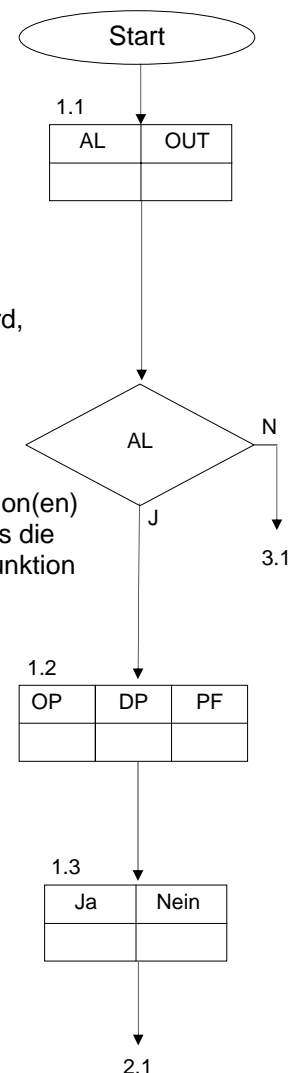 Start
1.1
AL OUT
rd,
AL
N
on(en)
s die
J
unktion
3.1
1.2
OP DP PF
1.3
Ja Nein
2.1